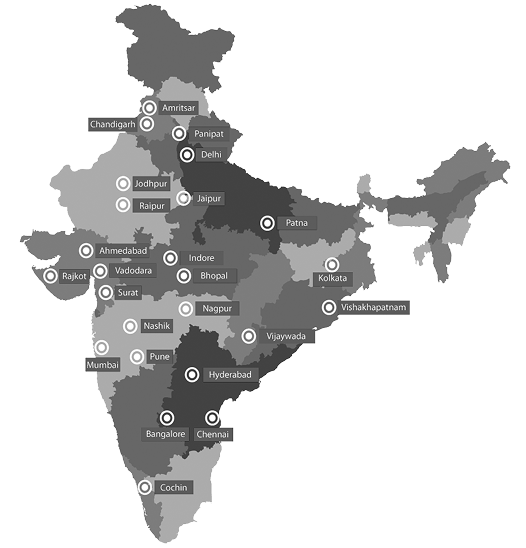 Amritsar
Chandigarh
Panipat
Delhi
Jodhpur
Jaipur
Raipur
Patna
Ahmedabad
Indore
Kolkata
Rajkot
Vadodara
Bhopal
Surat
Nagpur
Vishakhapatnam
Nashik
Vijaywada
Mumbai
Pune
Hyderabad
Bangalore
Chennai
Cochin